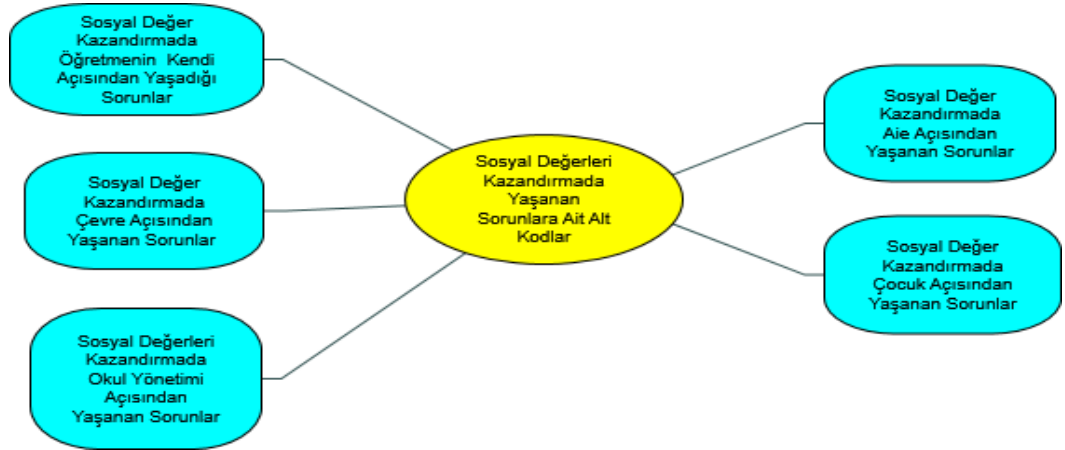 Sosyal Değer
Kazandırmada
Öğretmenin Kendi
Açısından Yaşadığı
Sorunlar
Sosyal Değer
Kazandırmada
Çevre Açısından
Yaşanan Sorunlar
Sosyal Değerleri
Kazandırmada
Okul Yönetimi
Açısından
Yaşanan Sorunlar
Sosyal Değerleri
Kazandırmada
Yaşanan
Sorunlara Ait Alt
Kodlar
Sosyal Değer
Kazandırmada
Aie Açısından
Yaşanan Sorunlar
Sosyal Değer
Kazandırmada
Çocuk Açısından
Yaşanan Sorunlar